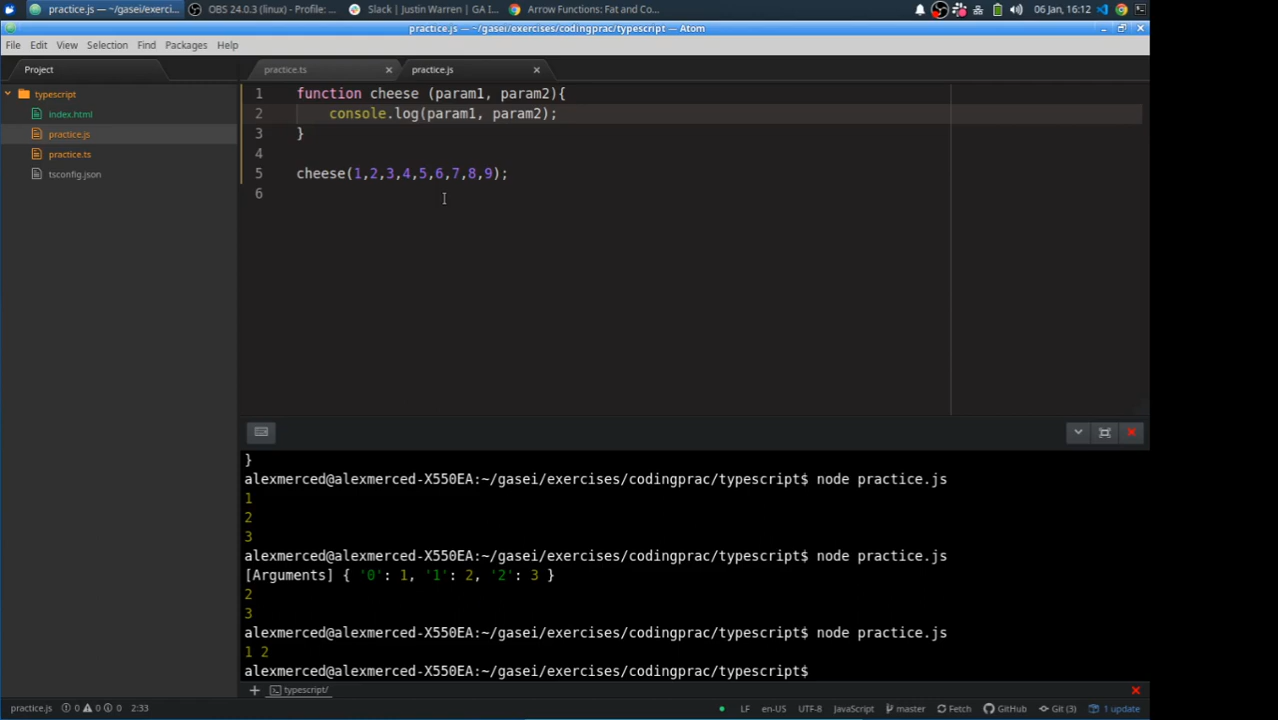 practice.js — ~/gasei/exerci...
OBS 24.0.3 (linux) - Profile: ...
Slack | Justin Warren | GA I...
Arrow Functions: Fat and Co...
06 Jan, 16:12
practice.js — ~/gasei/exercises/codingprac/typescript — Atom
File Edit View Selection Find Packages Help
Project
practice.ts
practice.js
typescript
index.html
practice.js
practice.ts
tsconfig.json
1 function cheese (param1, param2){
2 console.log(param1, param2);
3 }
4
5 cheese(1,2,3,4,5,6,7,8,9);
6
}
alexmerced@alexmerced-X550EA:~/gasei/exercises/codingprac/typescript$ node practice.js
1
2
3
alexmerced@alexmerced-X550EA:~/gasei/exercises/codingprac/typescript$ node practice.js
[Arguments] { '0': 1, '1': 2, '2': 3 }
2
3
alexmerced@alexmerced-X550EA:~/gasei/exercises/codingprac/typescript$ node practice.js
1 2
alexmerced@alexmerced-X550EA:~/gasei/exercises/codingprac/typescript$
typescript/
practice.js 0 0 0 2:33 LF en-US UTF-8 JavaScript master Fetch GitHub Git (3) 1 update